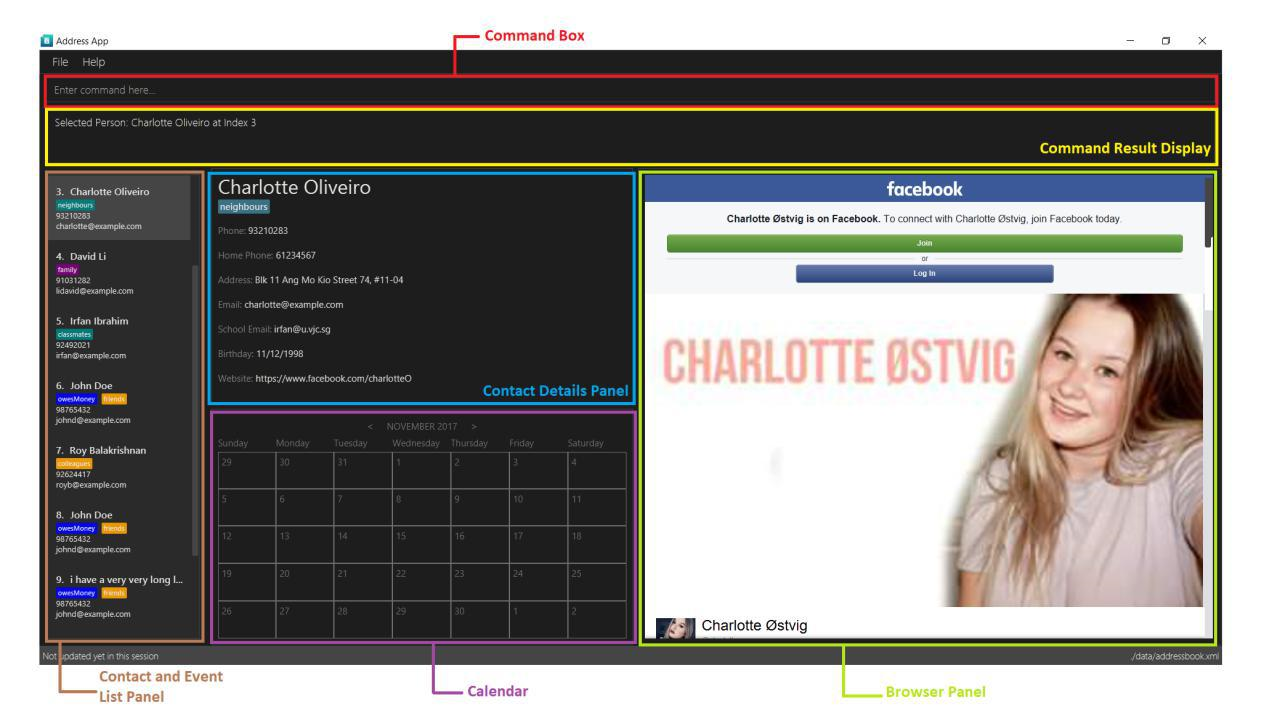 Command Box
Address App
File Help
Enter command here...
Selected Person: Charlotte Oliveiro at Index 3
Command Result Display
3. Charlotte Oliveiro
neighbours
93210283
charlotte@example.com
4. David Li
family
91031282
lidavid@example.com
5. Irfan Ibrahim
classmates
92492021
irfan@example.com
6. John Doe
owesMoney friends
98765432
johnd@example.com
7. Roy Balakrishnan
colleagues
92624417
royb@example.com
8. John Doe
owesMoney friends
98765432
johnd@example.com
9. i have a very very long l...
owesMoney friends
98765432
johnd@example.com
Charlotte Oliveiro
neighbours
Phone: 93210283
Home Phone: 61234567
Address: Blk 11 Ang Mo Kio Street 74, #11-04
Email: charlotte@example.com
School Email: irfan@u.vjc.sg
Birthday: 11/12/1998
Website: https://www.facebook.com/charlotteO
Contact Details Panel
< NOVEMBER 2017 >
Sunday Monday Tuesday Wednesday Thursday Friday Saturday
29 30 31 1 2 3 4
5 6 7 8 9 10 11
12 13 14 15 16 17 18
19 20 21 22 23 24 25
26 27 28 29 30 1 2
facebook
Charlotte Østvig is on Facebook. To connect with Charlotte Østvig, join Facebook today.
Join
or
Log In
CHARLOTTE ØSTVIG
Charlotte Østvig
Not updated yet in this session
./data/addressbook.xml
Contact and Event
List Panel
Calendar
Browser Panel